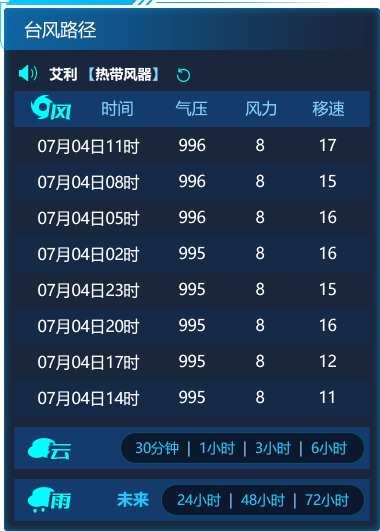 台风路径
艾利 【热带风器】
风 时间 气压 风力 移速
07月04日11时 996 8 17
07月04日08时 996 8 15
07月04日05时 996 8 16
07月04日02时 995 8 16
07月04日23时 995 8 15
07月04日20时 995 8 16
07月04日17时 995 8 12
07月04日14时 995 8 11
云 30分钟 | 1小时 | 3小时 | 6小时
雨 未来 24小时 | 48小时 | 72小时